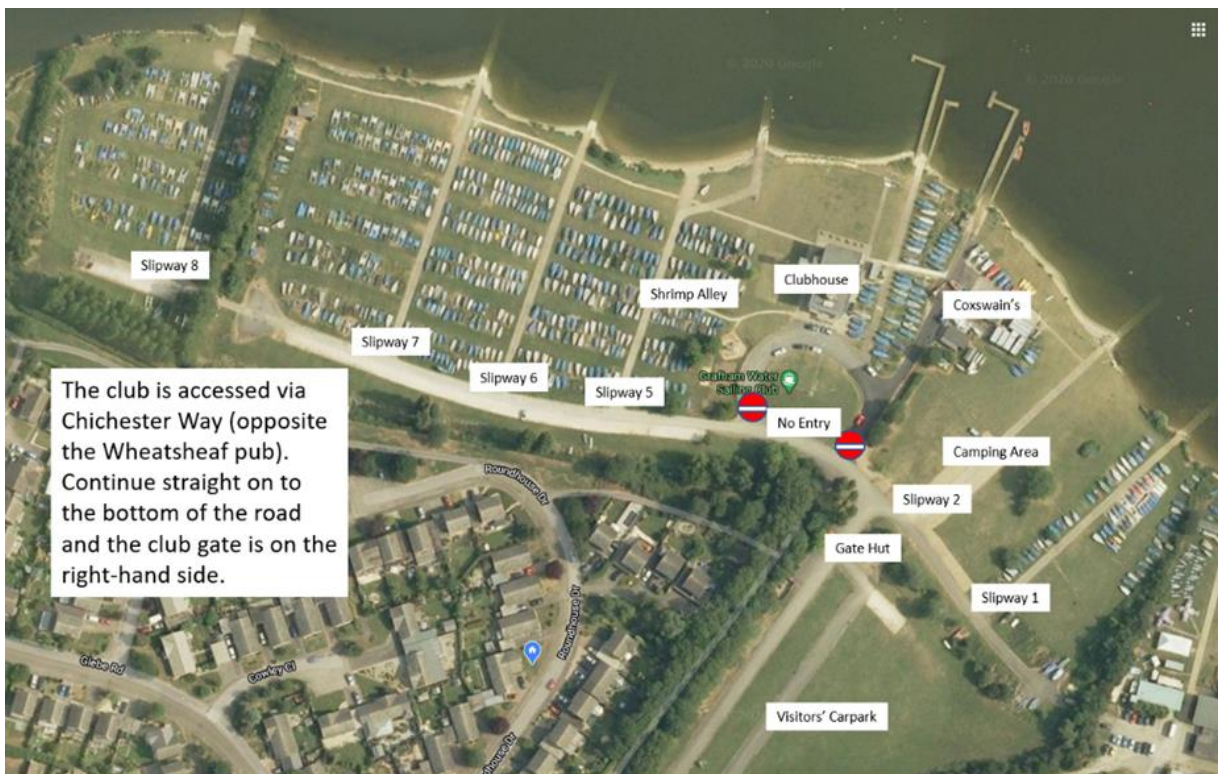 © 2020 Google
© 2020 Google
Slipway 8
Slipway 7
Slipway 6
Slipway 5
Shrimp Alley
Clubhouse
Coxswain's
Grafham Water
Sailing Club
No Entry
Camping Area
Slipway 2
Gate Hut
Slipway 1
Visitors' Carpark
The club is accessed via
Chichester Way (opposite
the Wheatsheaf pub).
Continue straight on to
the bottom of the road
and the club gate is on the
right-hand side.
Roundhouse Dr
Roundhouse Dr
Glebe Rd
Cowley Cl
Roundhouse Dr